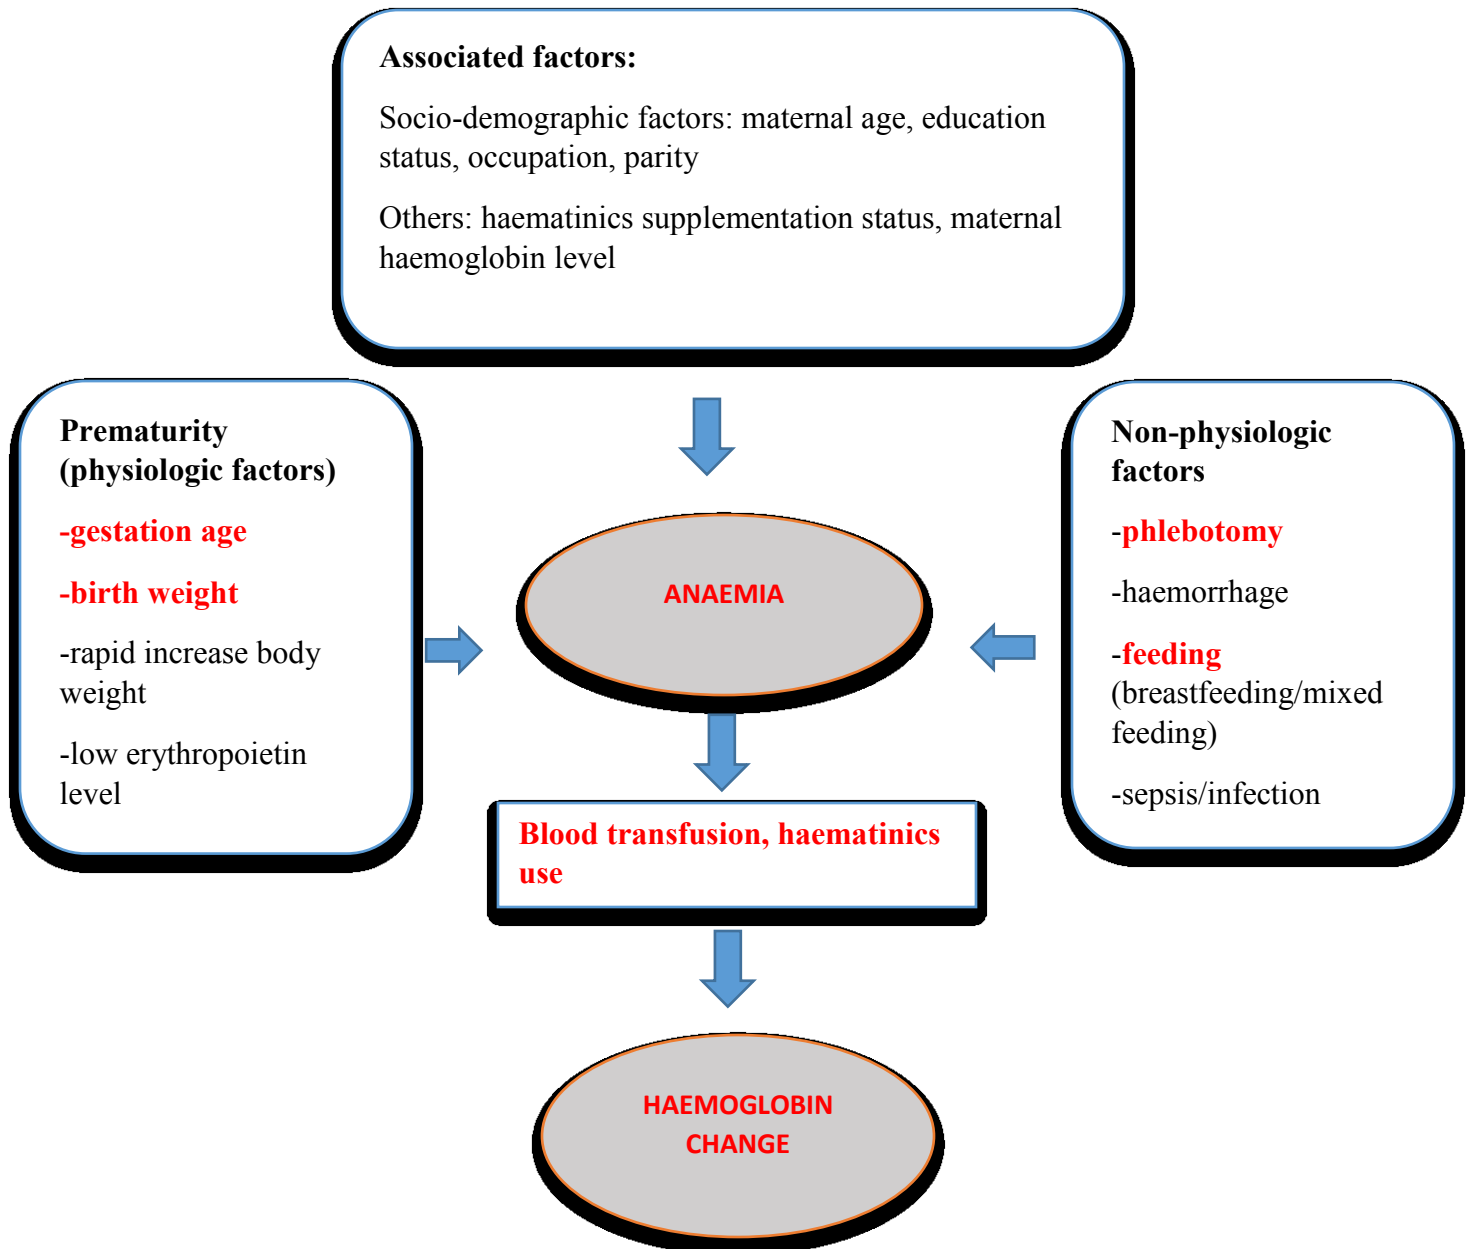 Associated factors:
Socio-demographic factors: maternal age, education
status, occupation, parity
Others: haematinics supplementation status, maternal
haemoglobin level
Prematurity
(physiologic factors)
-gestation age
-birth weight
-rapid increase body
weight
-low erythropoietin
level
Non-physiologic
factors
-phlebotomy
-haemorrhage
-feeding
(breastfeeding/mixed
feeding)
-sepsis/infection
ANAEMIA
Blood transfusion, haematinics
use
HAEMOGLOBIN
CHANGE